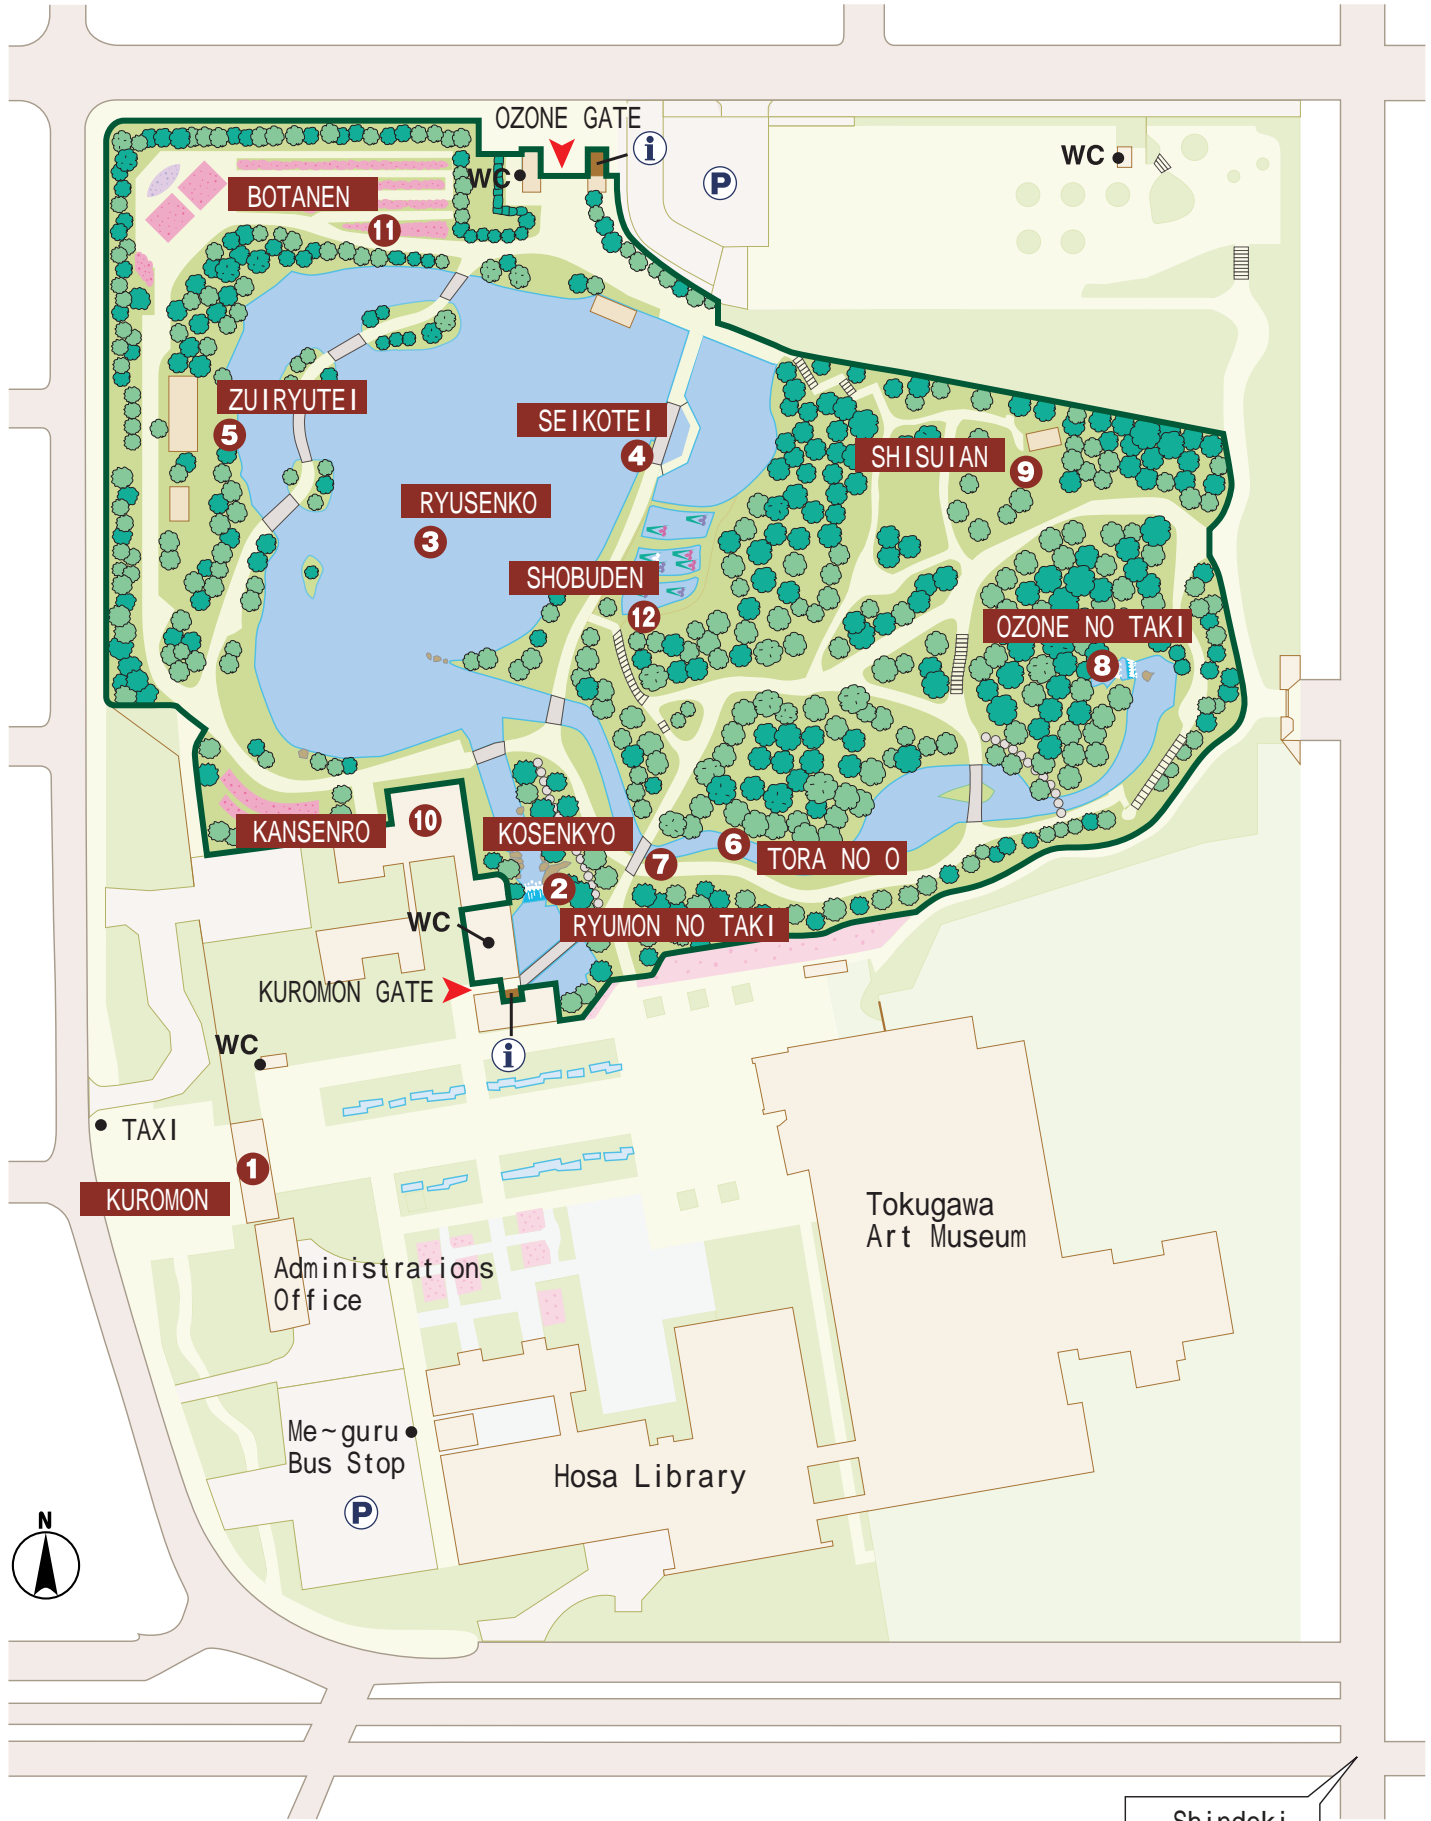 OZONE GATE
i
P
WC
WC
BOTANEN
11
ZUIRYUTEI
5
SEIKOTEI
4
SHISUIAN
9
RYUSENKO
3
SHOBUDEN
12
OZONE NO TAKI
8
KANSENRO
10
KOSENKYO
2
7
6
TORA NO O
RYUMON NO TAKI
WC
KUROMON GATE
i
WC
TAXI
1
KUROMON
Tokugawa
Art Museum
Administrations
Office
Me~guru
Bus Stop
P
Hosa Library
N